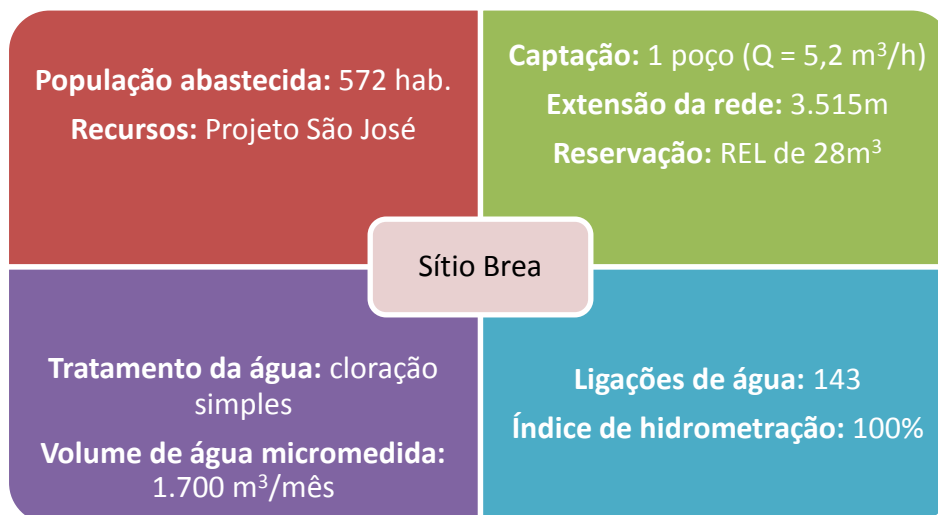 População abastecida: 572 hab.
Recursos: Projeto São José
Captação: 1 poço (Q = 5,2 m³/h)
Extensão da rede: 3.515m
Reservação: REL de 28m³
Sítio Brea
Tratamento da água: cloração
simples
Volume de água micromedida:
1.700 m³/mês
Ligações de água: 143
Índice de hidrometração: 100%